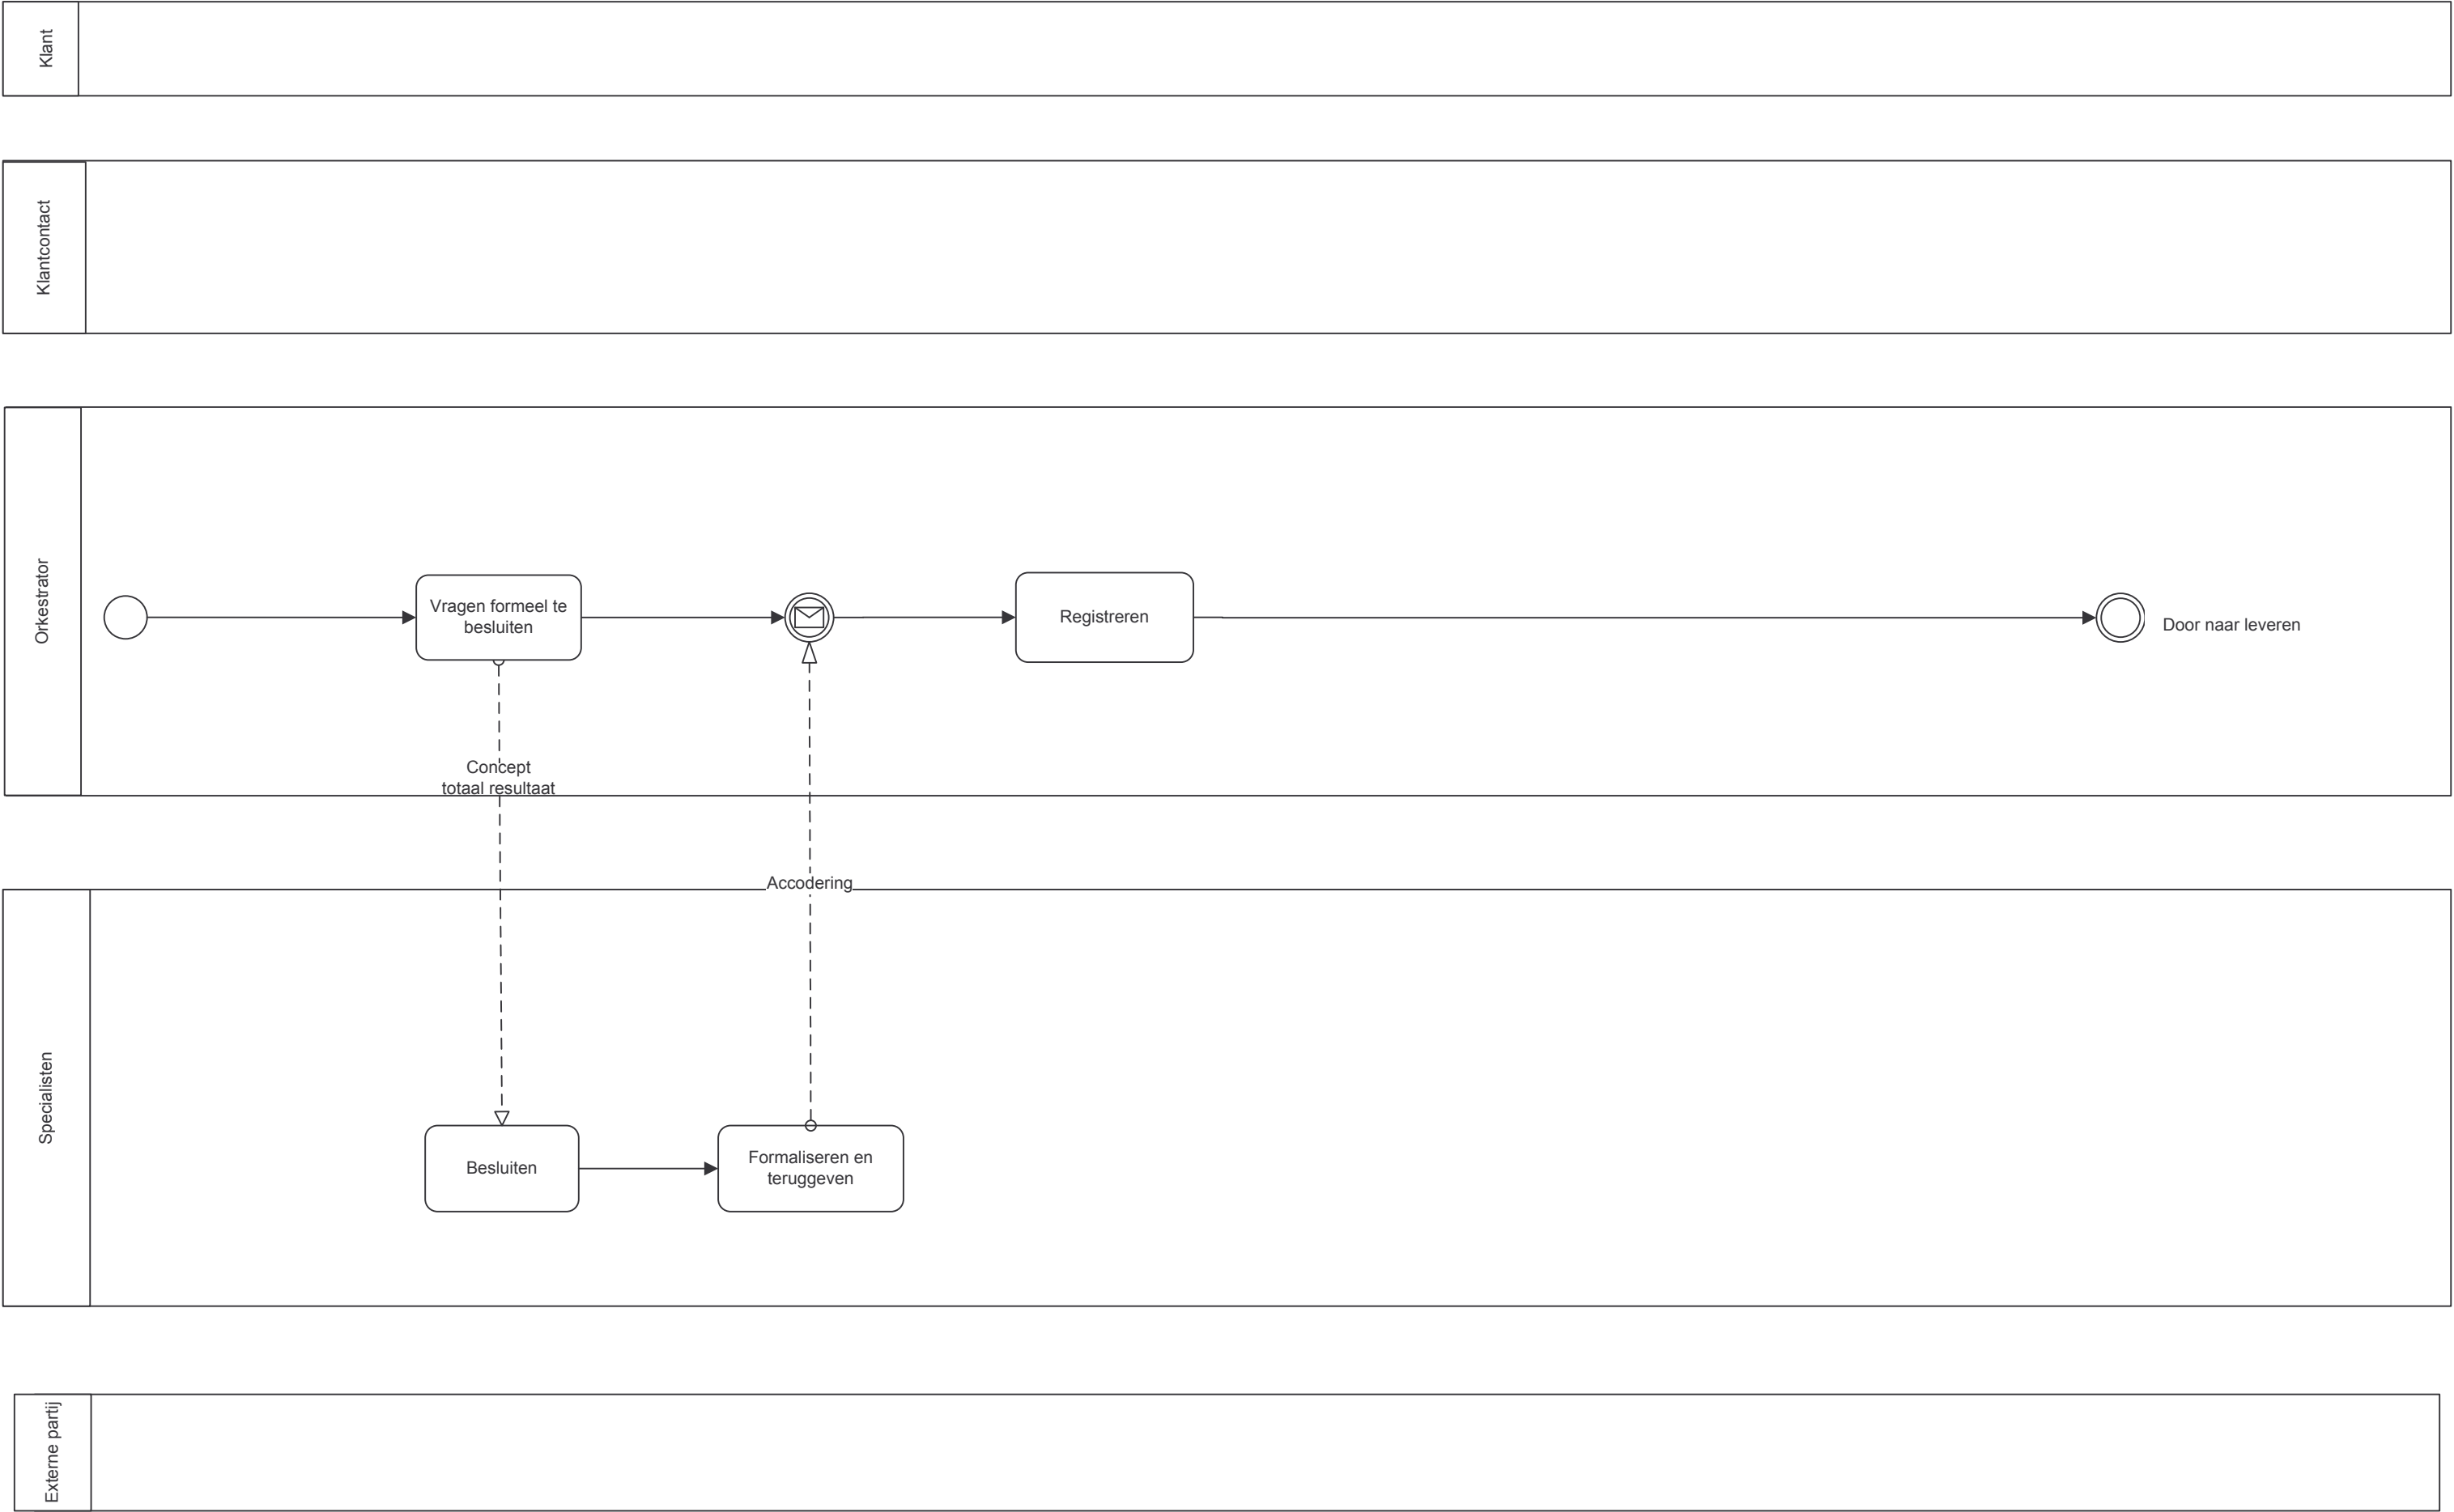 Klant
Klantcontact
Orkestrator
Vragen formeel te
besluiten
Registreren
Door naar leveren
Concept
totaal resultaat
Accodering
Specialisten
Besluiten
Formaliseren en
teruggeven
Externe partij